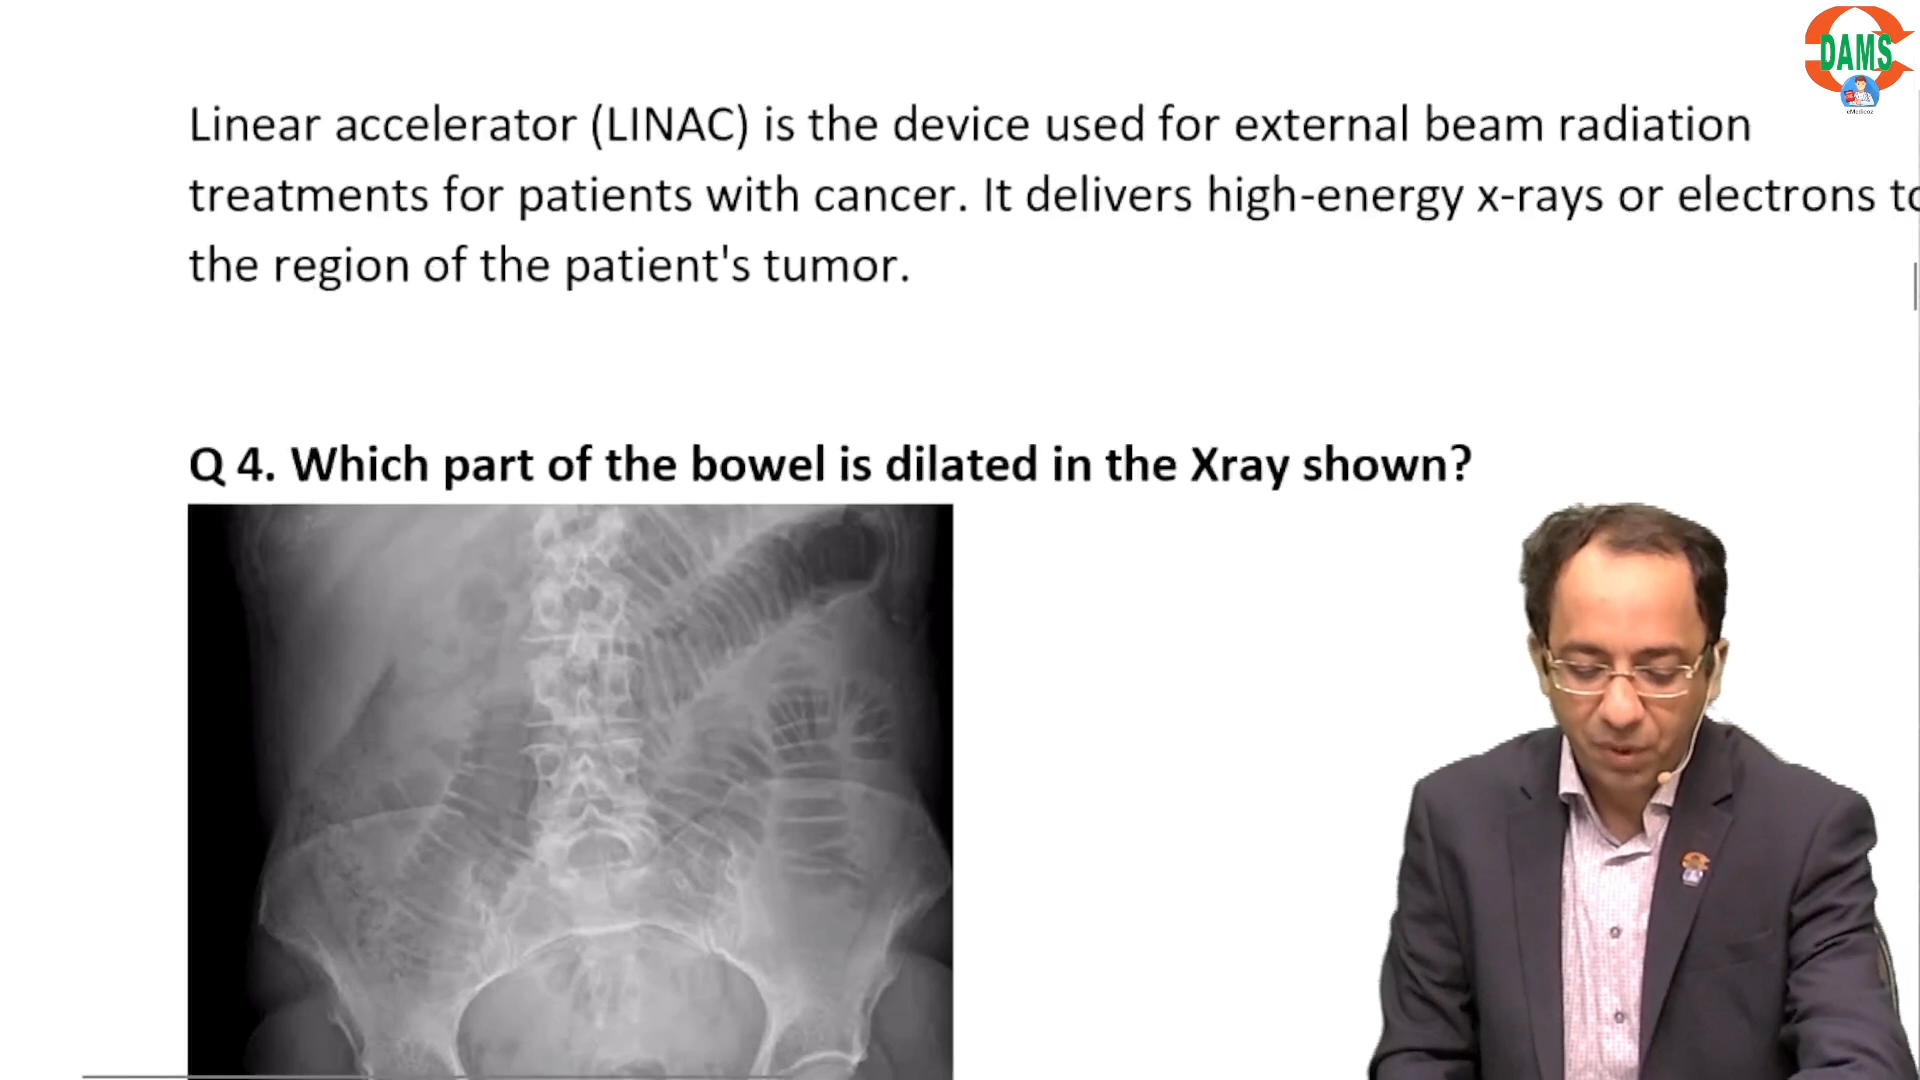 DAMS
eMedicoz
Linear accelerator (LINAC) is the device used for external beam radiation
treatments for patients with cancer. It delivers high-energy x-rays or electrons to
the region of the patient's tumor.
Q 4. Which part of the bowel is dilated in the Xray shown?